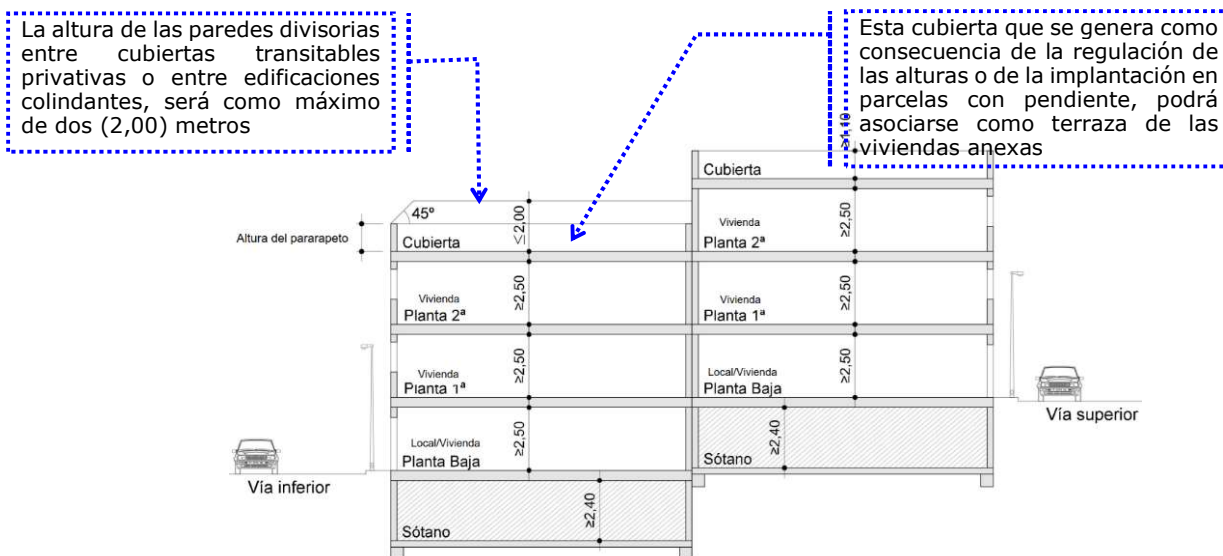 La altura de las paredes divisorias
entre cubiertas transitables
privativas o entre edificaciones
colindantes, será como máximo
de dos (2,00) metros
Esta cubierta que se genera como
consecuencia de la regulación de
las alturas o de la implantación en
parcelas con pendiente, podrá
asociarse como terraza de las
viviendas anexas
≥1,10
Cubierta
45º
≤2,00
Altura del pararapeto
Cubierta
Vivienda
Planta 2ª
≥2,50
Vivienda
Planta 2ª
≥2,50
Vivienda
Planta 1ª
≥2,50
Vivienda
Planta 1ª
≥2,50
Local/Vivienda
Planta Baja
≥2,50
Vía superior
Local/Vivienda
Planta Baja
≥2,50
Sótano
≥2,40
Vía inferior
Sótano
≥2,40